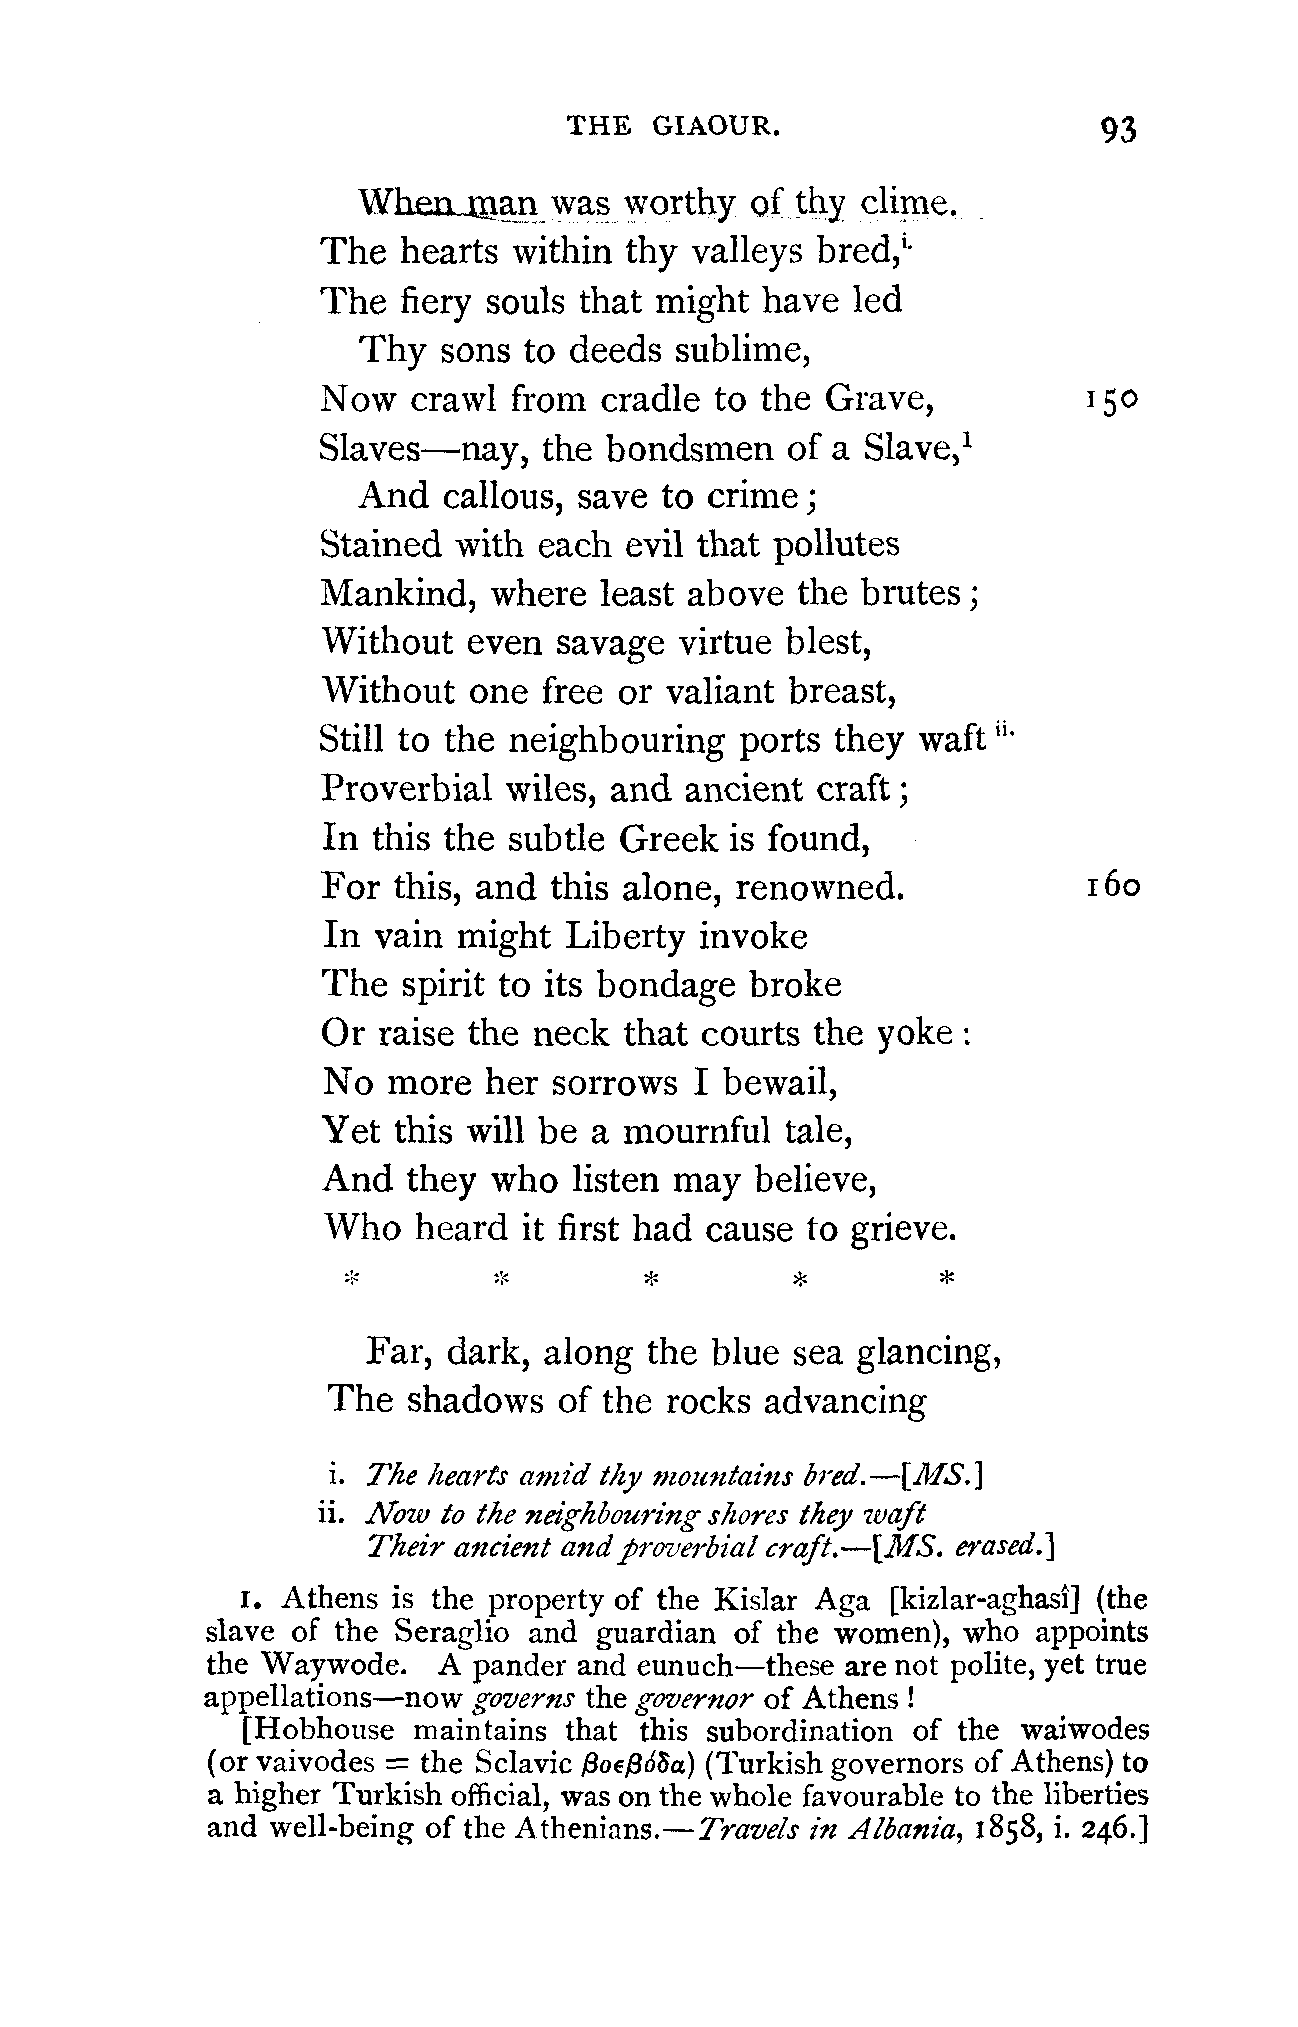 THE GIAOUR. 93
When man was worthy of thy clime.
The hearts within thy valleys bred,i.
The fiery souls that might have led
Thy sons to deeds sublime,
Now crawl from cradle to the Grave, 150
Slaves—nay, the bondsmen of a Slave,1
And callous, save to crime;
Stained with each evil that pollutes
Mankind, where least above the brutes;
Without even savage virtue blest,
Without one free or valiant breast,
Still to the neighbouring ports they waft ii.
Proverbial wiles, and ancient craft;
In this the subtle Greek is found,
For this, and this alone, renowned. 160
In vain might Liberty invoke
The spirit to its bondage broke
Or raise the neck that courts the yoke:
No more her sorrows I bewail,
Yet this will be a mournful tale,
And they who listen may believe,
Who heard it first had cause to grieve.
* * * * *
Far, dark, along the blue sea glancing,
The shadows of the rocks advancing
i. The hearts amid thy mountains bred.—[MS.]
ii. Now to the neighbouring shores they waft
Their ancient and proverbial craft.—[MS. erased.]
1. Athens is the property of the Kislar Aga [kizlar-aghasî] (the
slave of the Seraglio and guardian of the women), who appoints
the Waywode. A pander and eunuch—these are not polite, yet true
appellations—now governs the governor of Athens!
[Hobhouse maintains that this subordination of the waiwodes
(or vaivodes = the Sclavic βοεβόδα) (Turkish governors of Athens) to
a higher Turkish official, was on the whole favourable to the liberties
and well-being of the Athenians.—Travels in Albania, 1858, i. 246.]